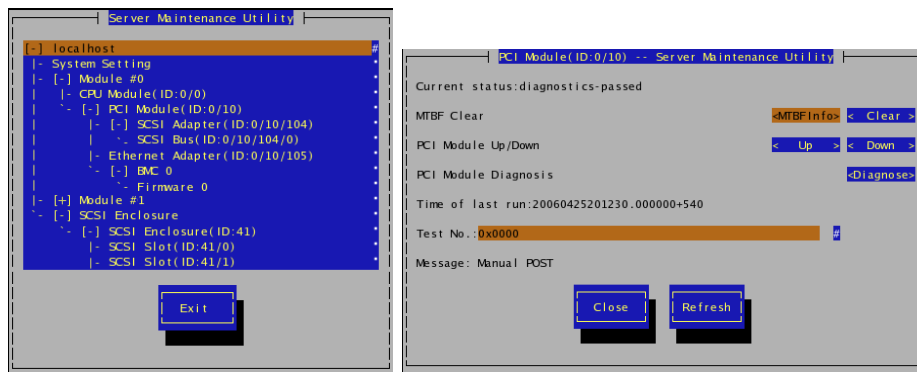 Server Maintenance Utility
[-] localhost #
|- System Setting
|- [-] Module #0
| |- CPU Module(ID:0/0)
| `- [-] PCI Module(ID:0/10)
| |- [-] SCSI Adapter(ID:0/10/104)
| | `- SCSI Bus(ID:0/10/104/0)
| |- Ethernet Adapter(ID:0/10/105)
| `- [-] BMC 0
| `- Firmware 0
|- [+] Module #1
`- [-] SCSI Enclosure
`- [-] SCSI Enclosure(ID:41)
|- SCSI Slot(ID:41/0)
|- SCSI Slot(ID:41/1)
Exit
PCI Module(ID:0/10) -- Server Maintenance Utility
Current status:diagnostics-passed
MTBF Clear <MTBFInfo> < Clear >
PCI Module Up/Down < Up > < Down >
PCI Module Diagnosis <Diagnose>
Time of last run:20060425201230.000000+540
Test No.:0x0000 #
Message: Manual POST
Close Refresh